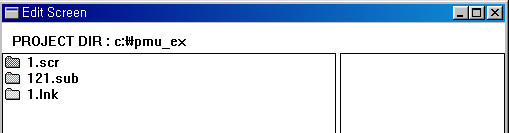 Edit Screen
PROJECT DIR : c:₩pmu_ex
1.scr
121.sub
1.lnk